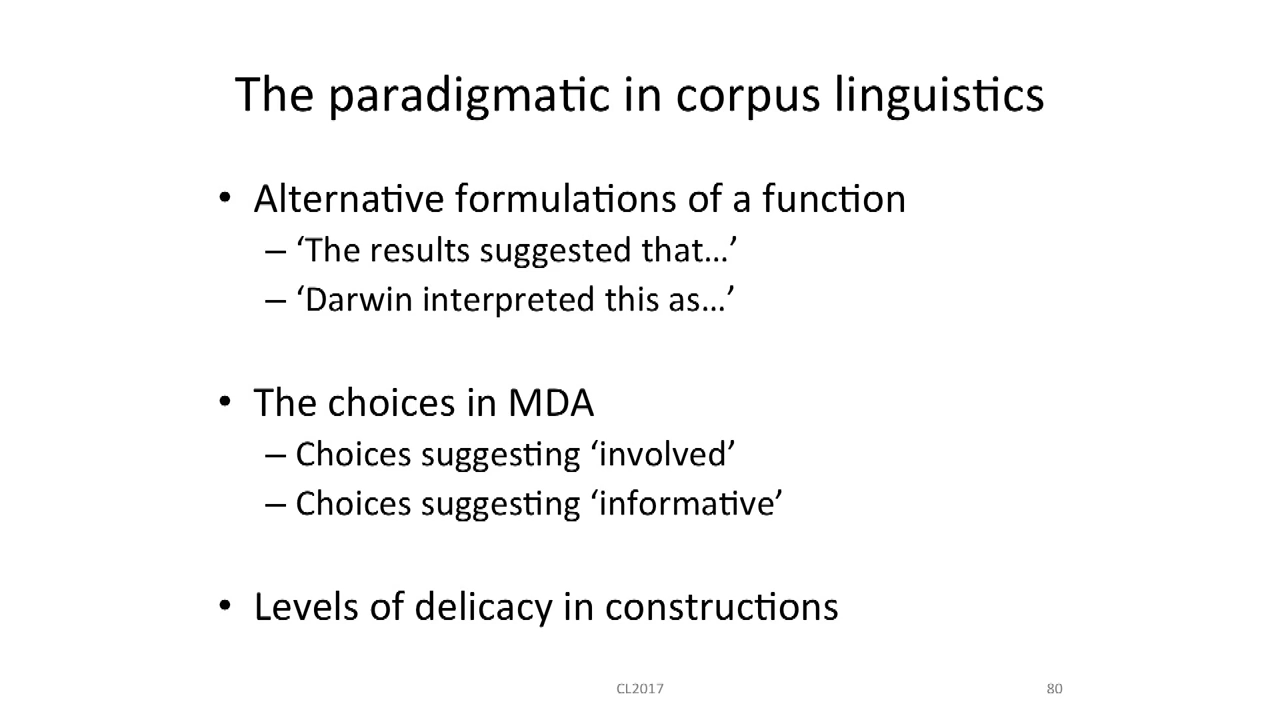 The paradigmatic in corpus linguistics
• Alternative formulations of a function
– ‘The results suggested that…’
– ‘Darwin interpreted this as…’
• The choices in MDA
– Choices suggesting ‘involved’
– Choices suggesting ‘informative’
• Levels of delicacy in constructions
CL2017
80